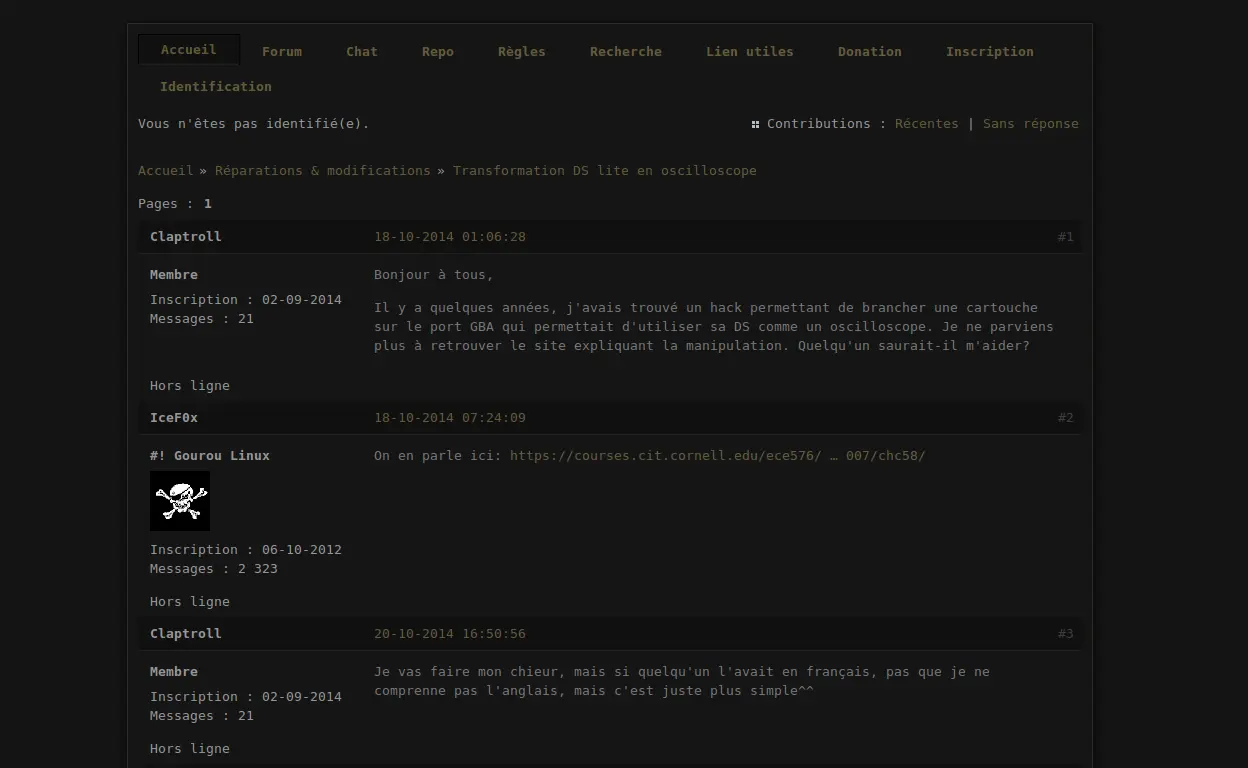 Accueil Forum Chat Repo Règles Recherche Lien utiles Donation Inscription
Identification
Vous n'êtes pas identifié(e). Contributions : Récentes | Sans réponse
Accueil » Réparations & modifications » Transformation DS lite en oscilloscope
Pages : 1
Claptroll 18-10-2014 01:06:28 #1
Membre
Inscription : 02-09-2014
Messages : 21
Bonjour à tous,
Il y a quelques années, j'avais trouvé un hack permettant de brancher une cartouche
sur le port GBA qui permettait d'utiliser sa DS comme un oscilloscope. Je ne parviens
plus à retrouver le site expliquant la manipulation. Quelqu'un saurait-il m'aider?
Hors ligne
IceF0x 18-10-2014 07:24:09 #2
#! Gourou Linux
Inscription : 06-10-2012
Messages : 2 323
On en parle ici: https://courses.cit.cornell.edu/ece576/ … 007/chc58/
Hors ligne
Claptroll 20-10-2014 16:50:56 #3
Membre
Inscription : 02-09-2014
Messages : 21
Je vas faire mon chieur, mais si quelqu'un l'avait en français, pas que je ne
comprenne pas l'anglais, mais c'est juste plus simple^^
Hors ligne